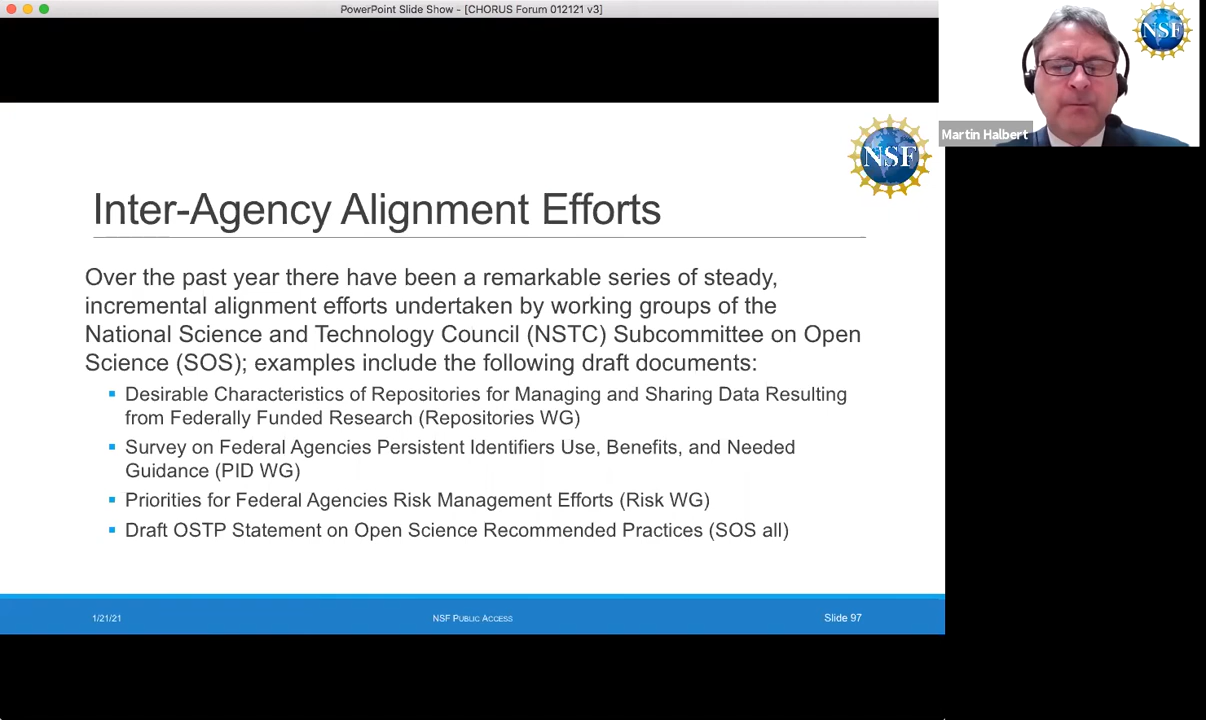 PowerPoint Slide Show - [CHORUS Forum 012121 v3]
NSF
Martin Halbert
NSF
Inter-Agency Alignment Efforts
Over the past year there have been a remarkable series of steady,
incremental alignment efforts undertaken by working groups of the
National Science and Technology Council (NSTC) Subcommittee on Open
Science (SOS); examples include the following draft documents:
▪ Desirable Characteristics of Repositories for Managing and Sharing Data Resulting
from Federally Funded Research (Repositories WG)
▪ Survey on Federal Agencies Persistent Identifiers Use, Benefits, and Needed
Guidance (PID WG)
▪ Priorities for Federal Agencies Risk Management Efforts (Risk WG)
▪ Draft OSTP Statement on Open Science Recommended Practices (SOS all)
1/21/21
NSF PUBLIC ACCESS
Slide 97